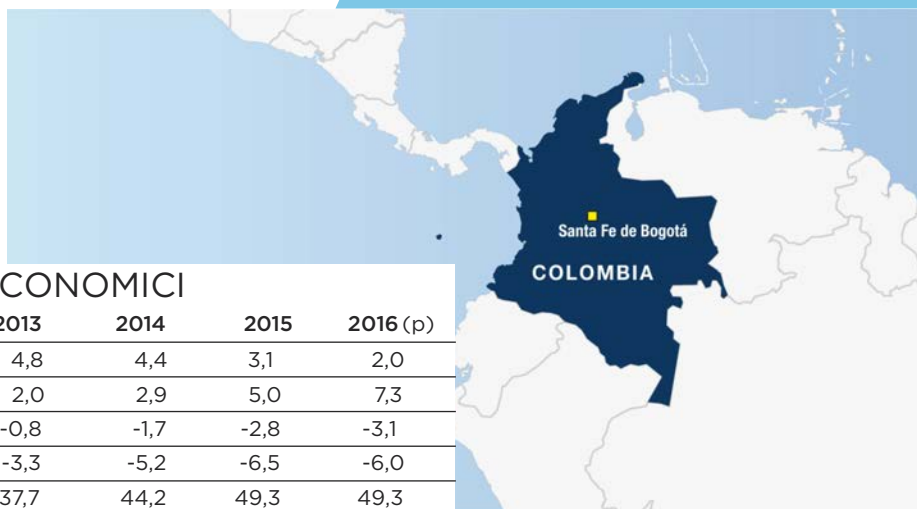 Santa Fe de Bogotá
COLOMBIA
CONOMICI
2013 2014 2015 2016 (p)
4,8 4,4 3,1 2,0
2,0 2,9 5,0 7,3
-0,8 -1,7 -2,8 -3,1
-3,3 -5,2 -6,5 -6,0
37,7 44,2 49,3 49,3